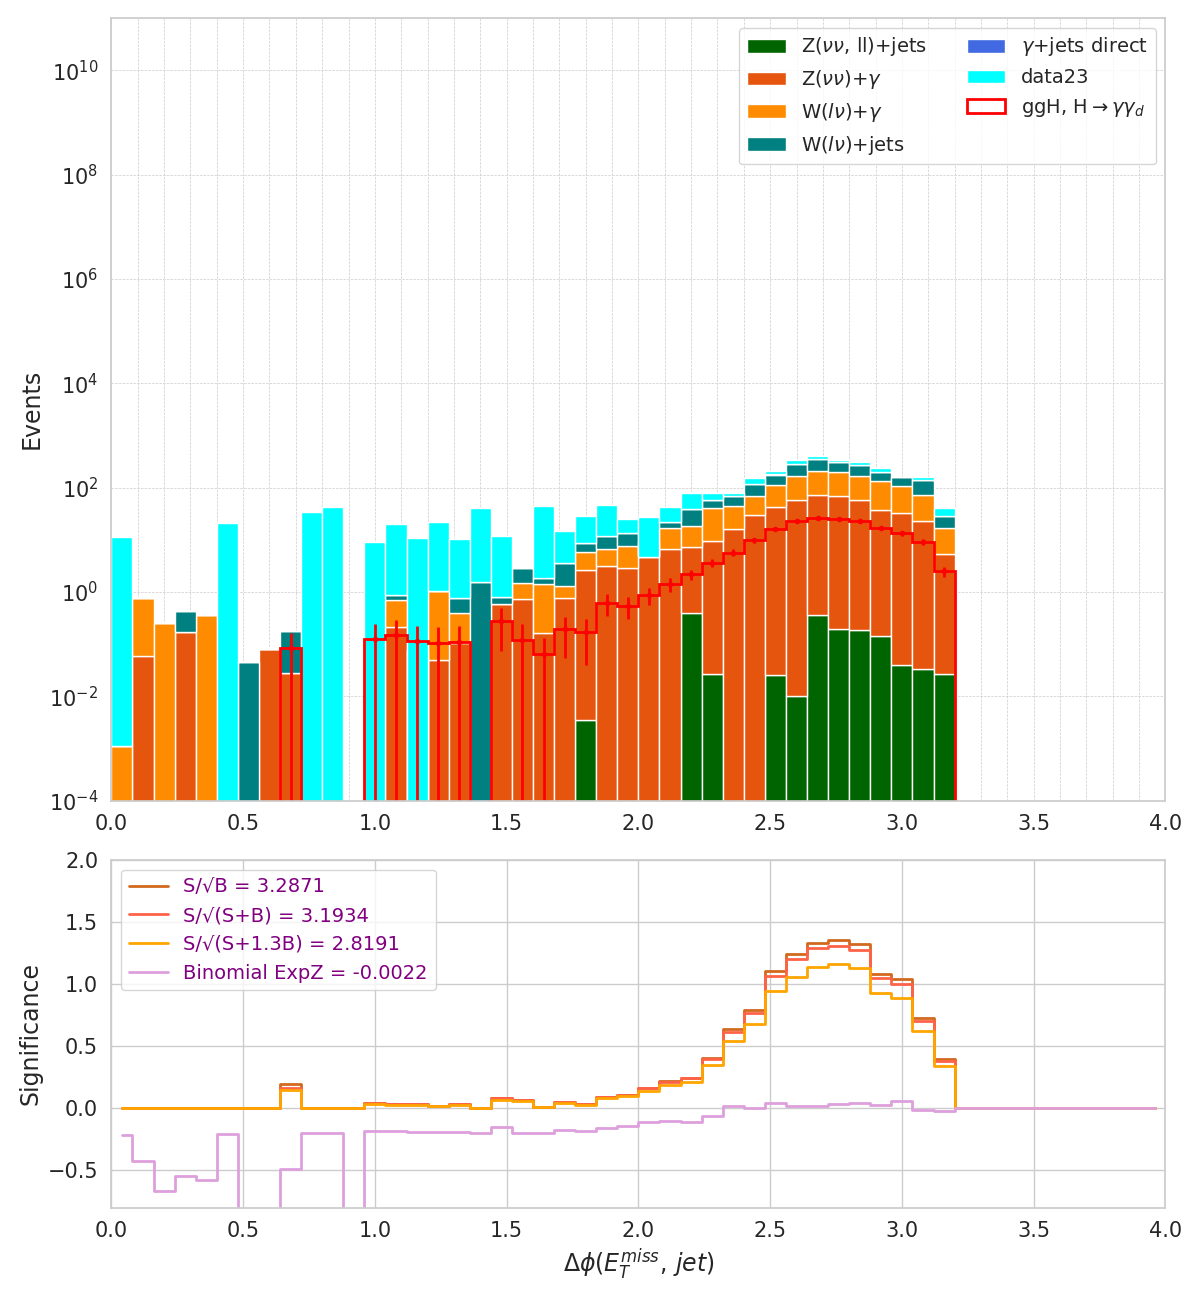 Z(νν, ll)+jets
Z(νν)+γ
W(lν)+γ
W(lν)+jets
γ+jets direct
data23
ggH, H→γγ_d
Events
10^10
10^8
10^6
10^4
10^2
10^0
10^−2
10^−4
0.0 0.5 1.0 1.5 2.0 2.5 3.0 3.5 4.0
S/√B = 3.2871
S/√(S+B) = 3.1934
S/√(S+1.3B) = 2.8191
Binomial ExpZ = -0.0022
Significance
2.0
1.5
1.0
0.5
0.0
−0.5
0.0 0.5 1.0 1.5 2.0 2.5 3.0 3.5 4.0
Δϕ(E_T^miss, jet)